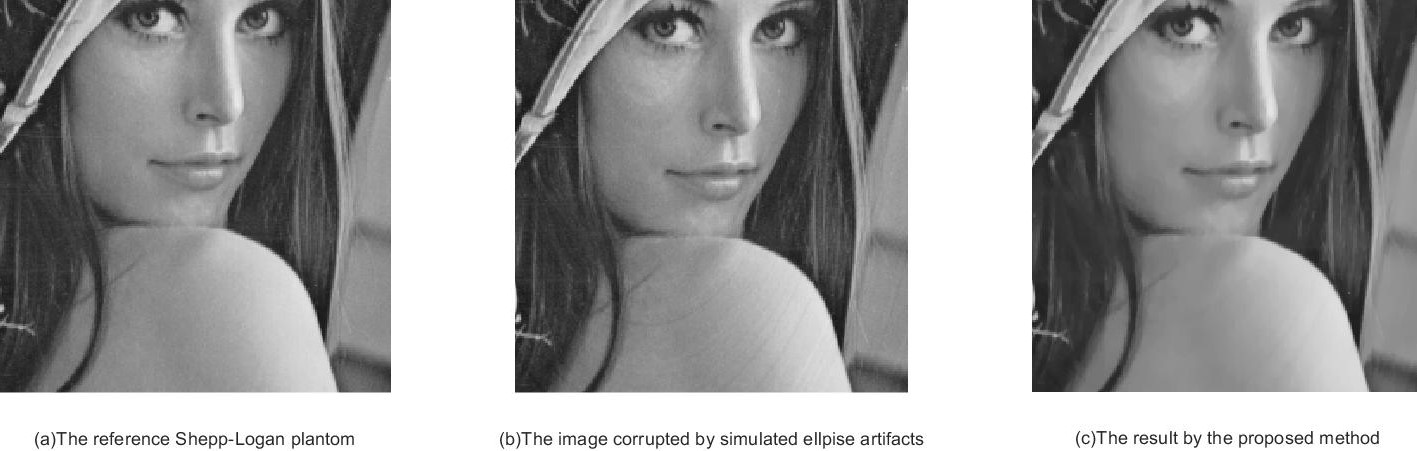 (a)The reference Shepp-Logan plantom
(b)The image corrupted by simulated ellpise artifacts
(c)The result by the proposed method